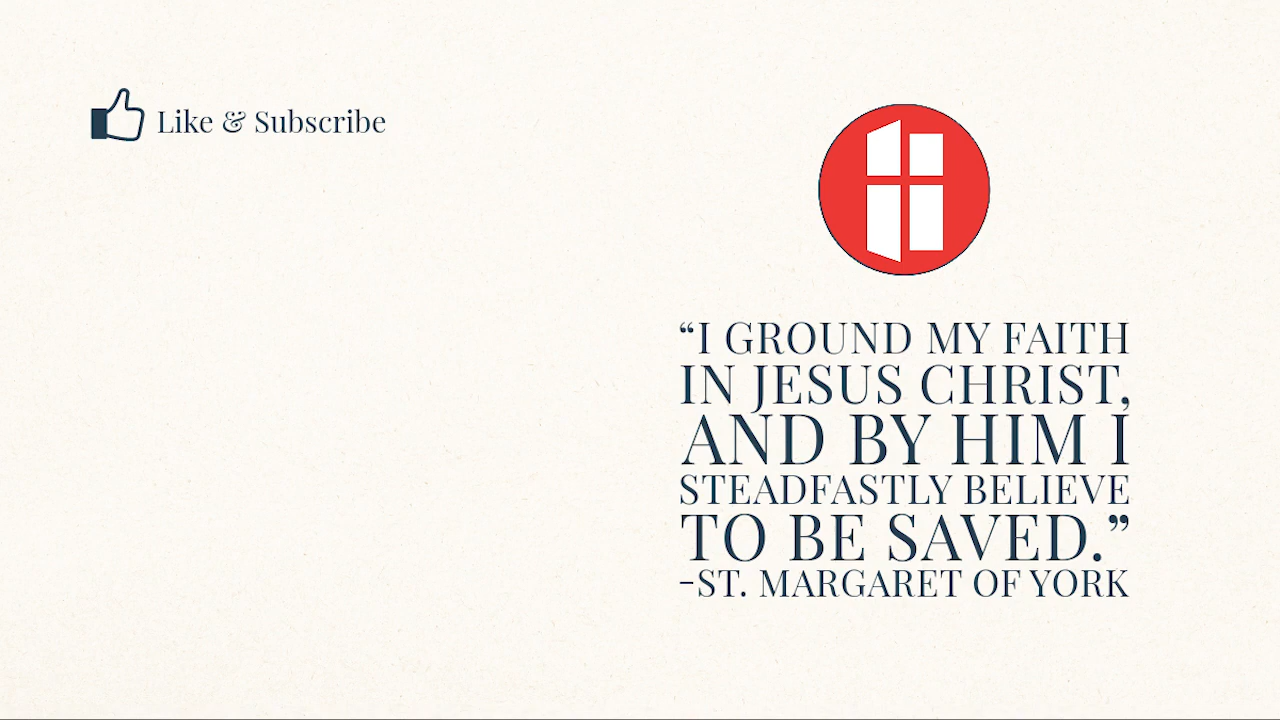 Like & Subscribe
“I GROUND MY FAITH
IN JESUS CHRIST,
AND BY HIM I
STEADFASTLY BELIEVE
TO BE SAVED.”
-ST. MARGARET OF YORK